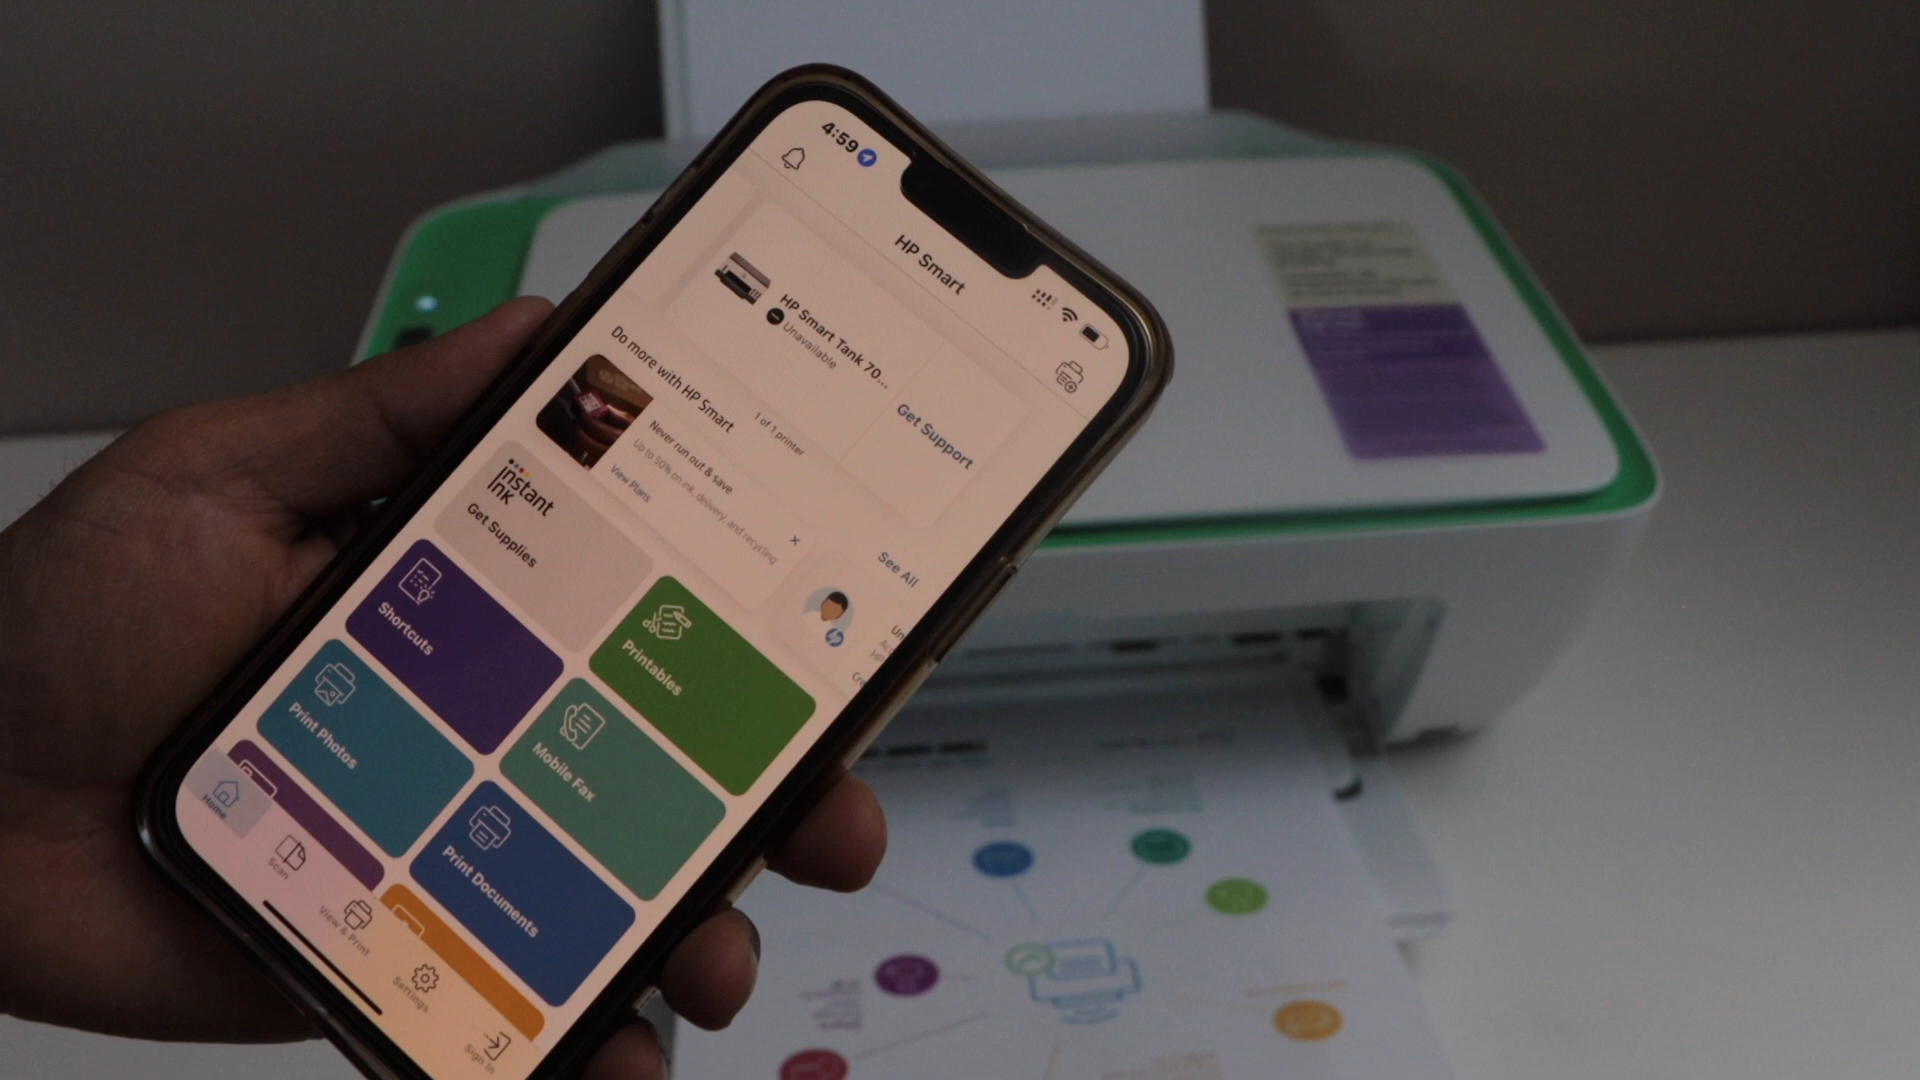 4:59
HP Smart
HP Smart Tank 70...
Unavailable
Get Support
1 of 1 printer
Do more with HP Smart
See All
Never run out & save
Up to 50% on ink, delivery, and recycling
View Plans
Un
Cre
Instant
Ink
Get Supplies
Printables
Shortcuts
Mobile Fax
Print Photos
Print Documents
Home
Scan
View & Print
Settings
Sign In